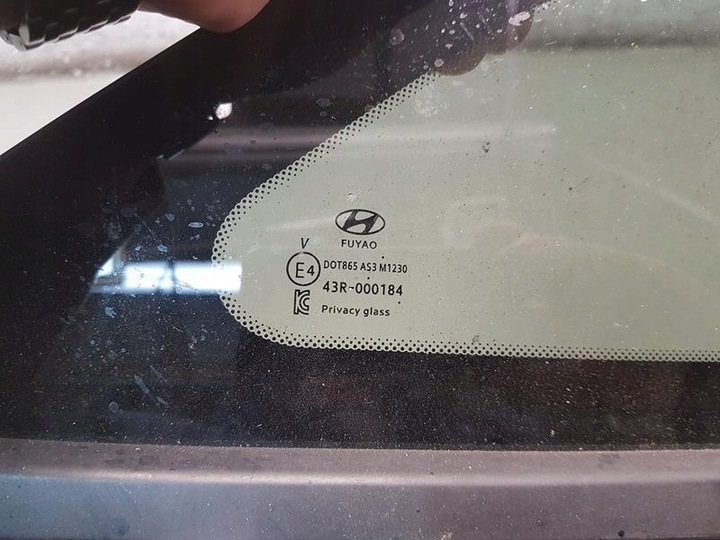 FUYAO
V
E4 DOT865 AS3 M1230
43R-000184
Privacy glass